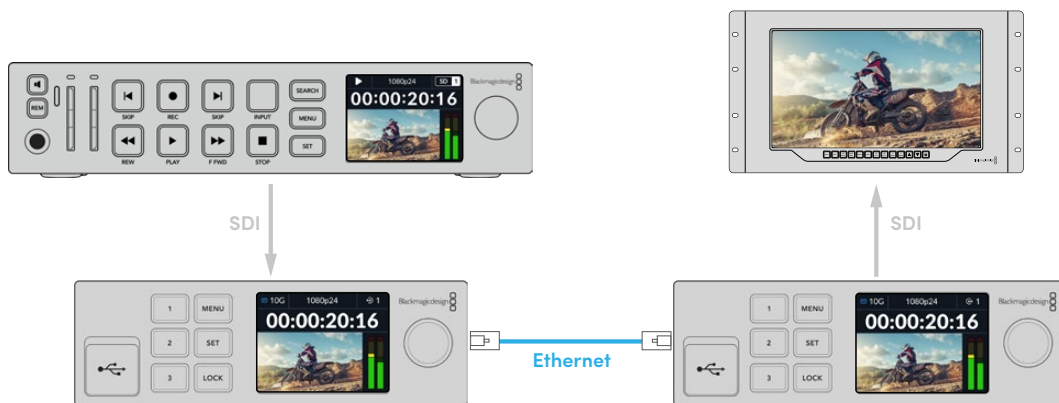 1080p24
SD 1
00:00:20:16
Blackmagicdesign
REM
SKIP
REC
SKIP
INPUT
SEARCH
MENU
SET
REW
PLAY
F FWD
STOP
SDI
SDI
1
MENU
2
SET
3
LOCK
10G 1080p24 1
00:00:20:16
Blackmagicdesign
Ethernet
1
MENU
2
SET
3
LOCK
10G 1080p24 1
00:00:20:16
Blackmagicdesign